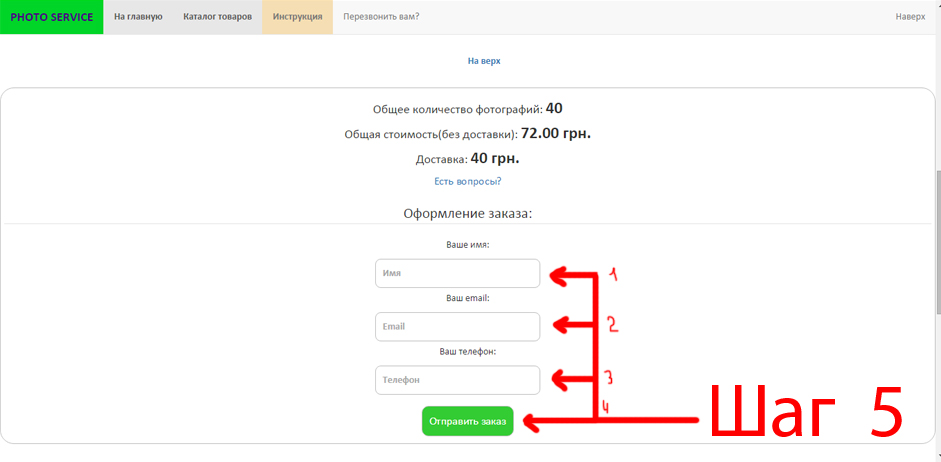 PHOTO SERVICE На главную Каталог товаров Инструкция Перезвонить вам? Наверх
На верх
Общее количество фотографий: 40
Общая стоимость(без доставки): 72.00 грн.
Доставка: 40 грн.
Есть вопросы?
Оформление заказа:
Ваше имя:
Имя
1
Ваш email:
Email
2
Ваш телефон:
Телефон
3
4
Отправить заказ
Шаг 5